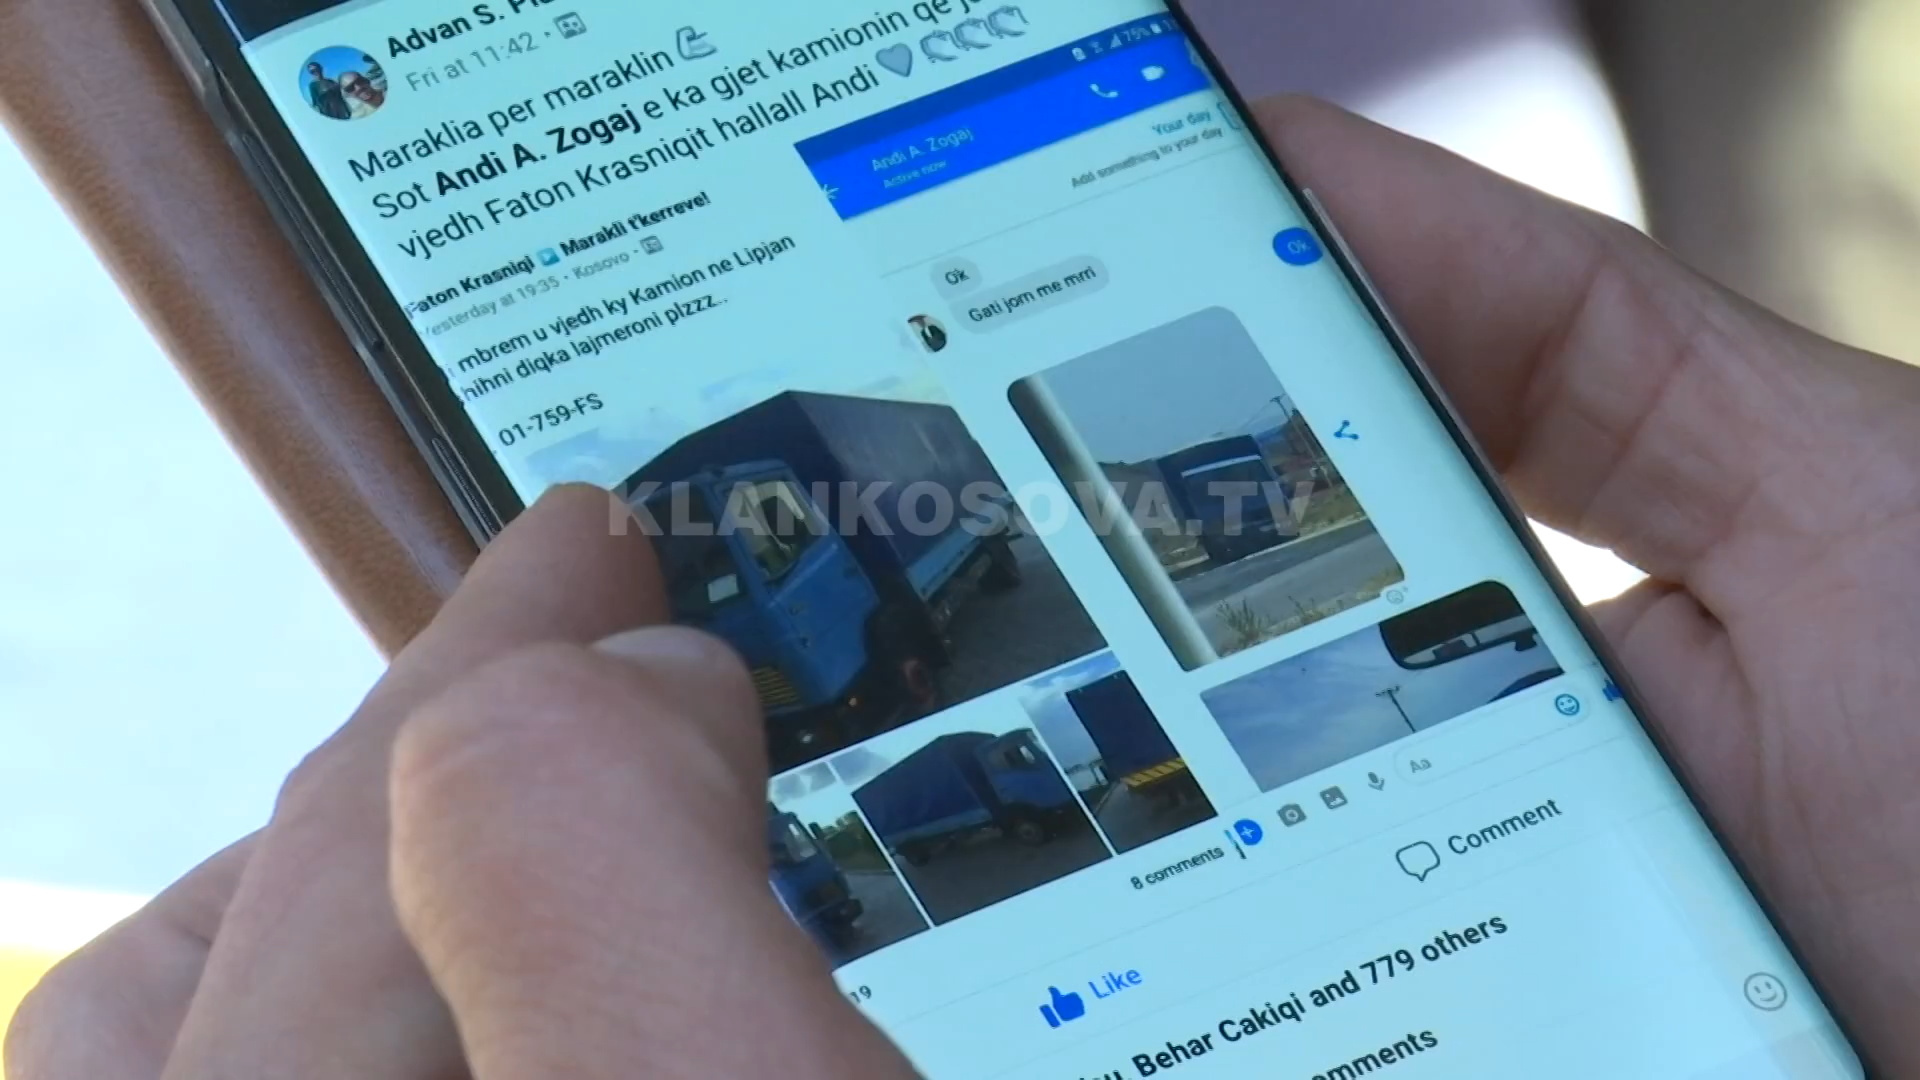 Advan S.
Fri at 11:42
Maraklia per maraklin
Sot Andi A. Zogaj e ka gjet kamionin qe
vjedh Faton Krasniqit hallall Andi
Faton Krasniqi Marakli t'kerreve!
Yesterday at 19:35 · Kosovo
mbrem u vjedh ky Kamion ne Lipjan
diqka lajmeroni plzzz..
01-759-FS
75%
Andi A. Zogaj
Active now
Your day
Add something to your day
Ok
Ok
Gati jom me mrri
KLANKOSOVA.TV
Aa
8 comments
19
Like
Comment
Behar Cakiqi and 779 others